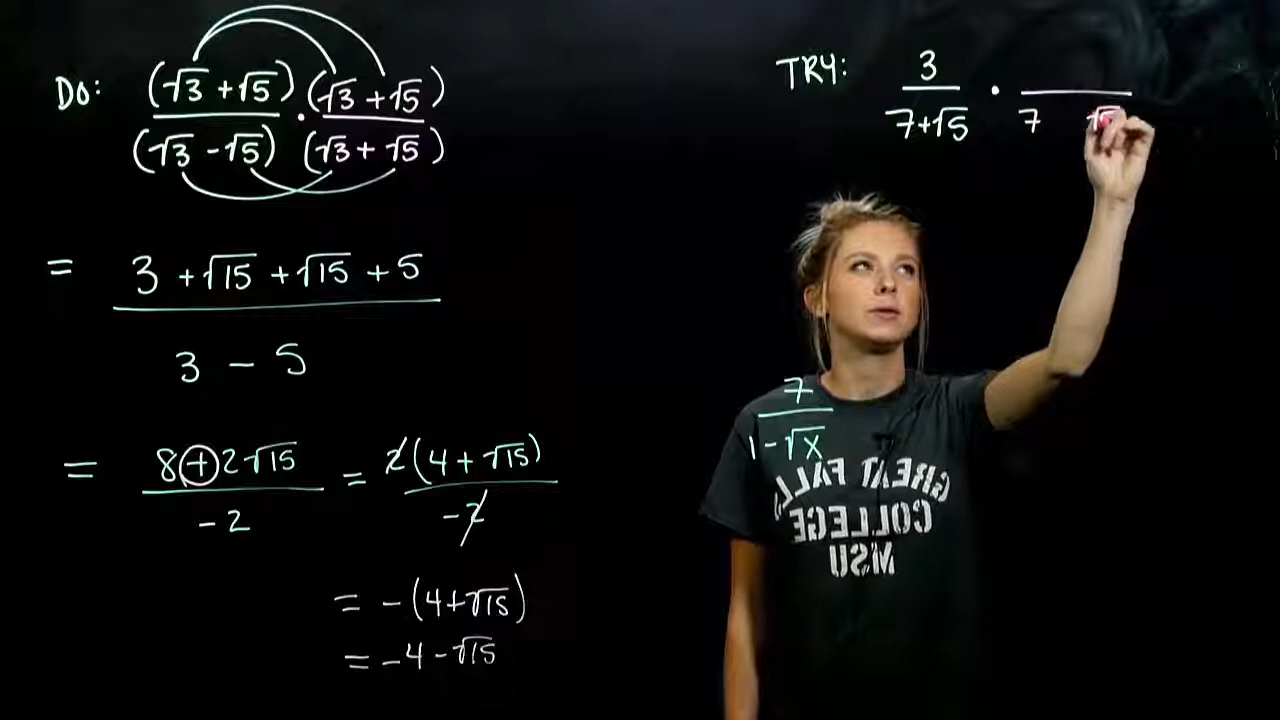 DO: (√3 + √5) · (√3 + √5)
(√3 - √5) (√3 + √5)
= 3 + √15 + √15 + 5
3 - 5
= 8 + 2√15 = 2(4 + √15)
-2 -2
= -(4+√15)
= -4 - √15
TRY: 3 ·
7+√5 7 √5
7
1-√x
GREAT FALLS
COLLEGE
MSU